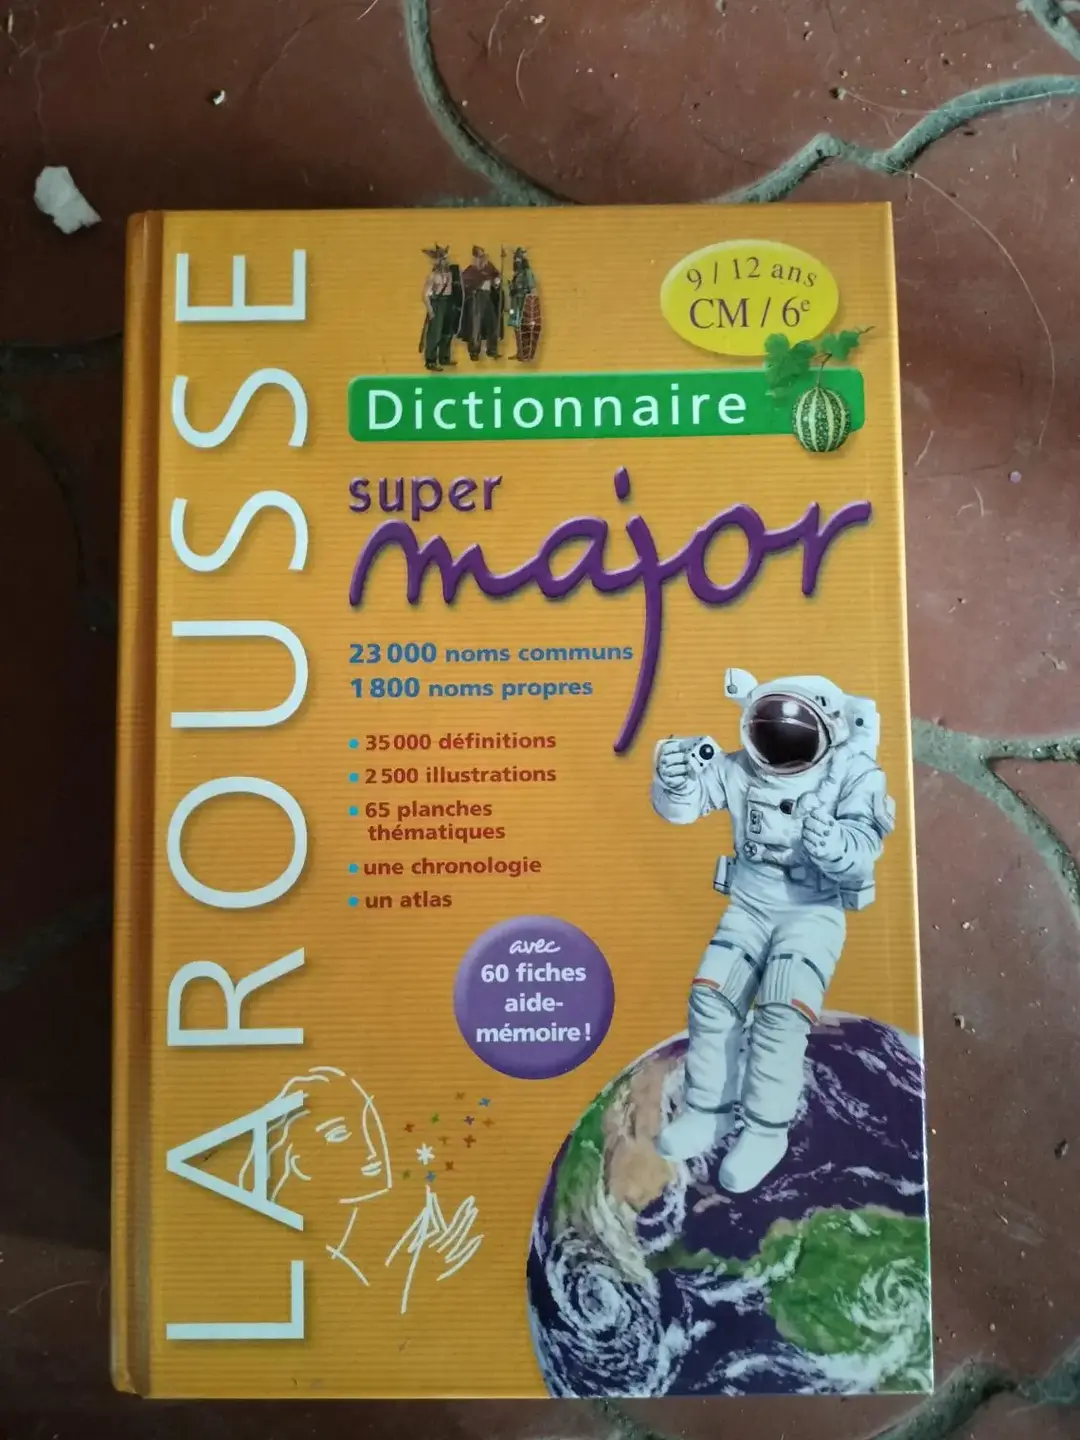 LAROUSSE
9 / 12 ans
CM / 6e
Dictionnaire
super
major
23 000 noms communs
1 800 noms propres
• 35 000 définitions
• 2 500 illustrations
• 65 planches
thématiques
• une chronologie
• un atlas
avec
60 fiches
aide-
mémoire !